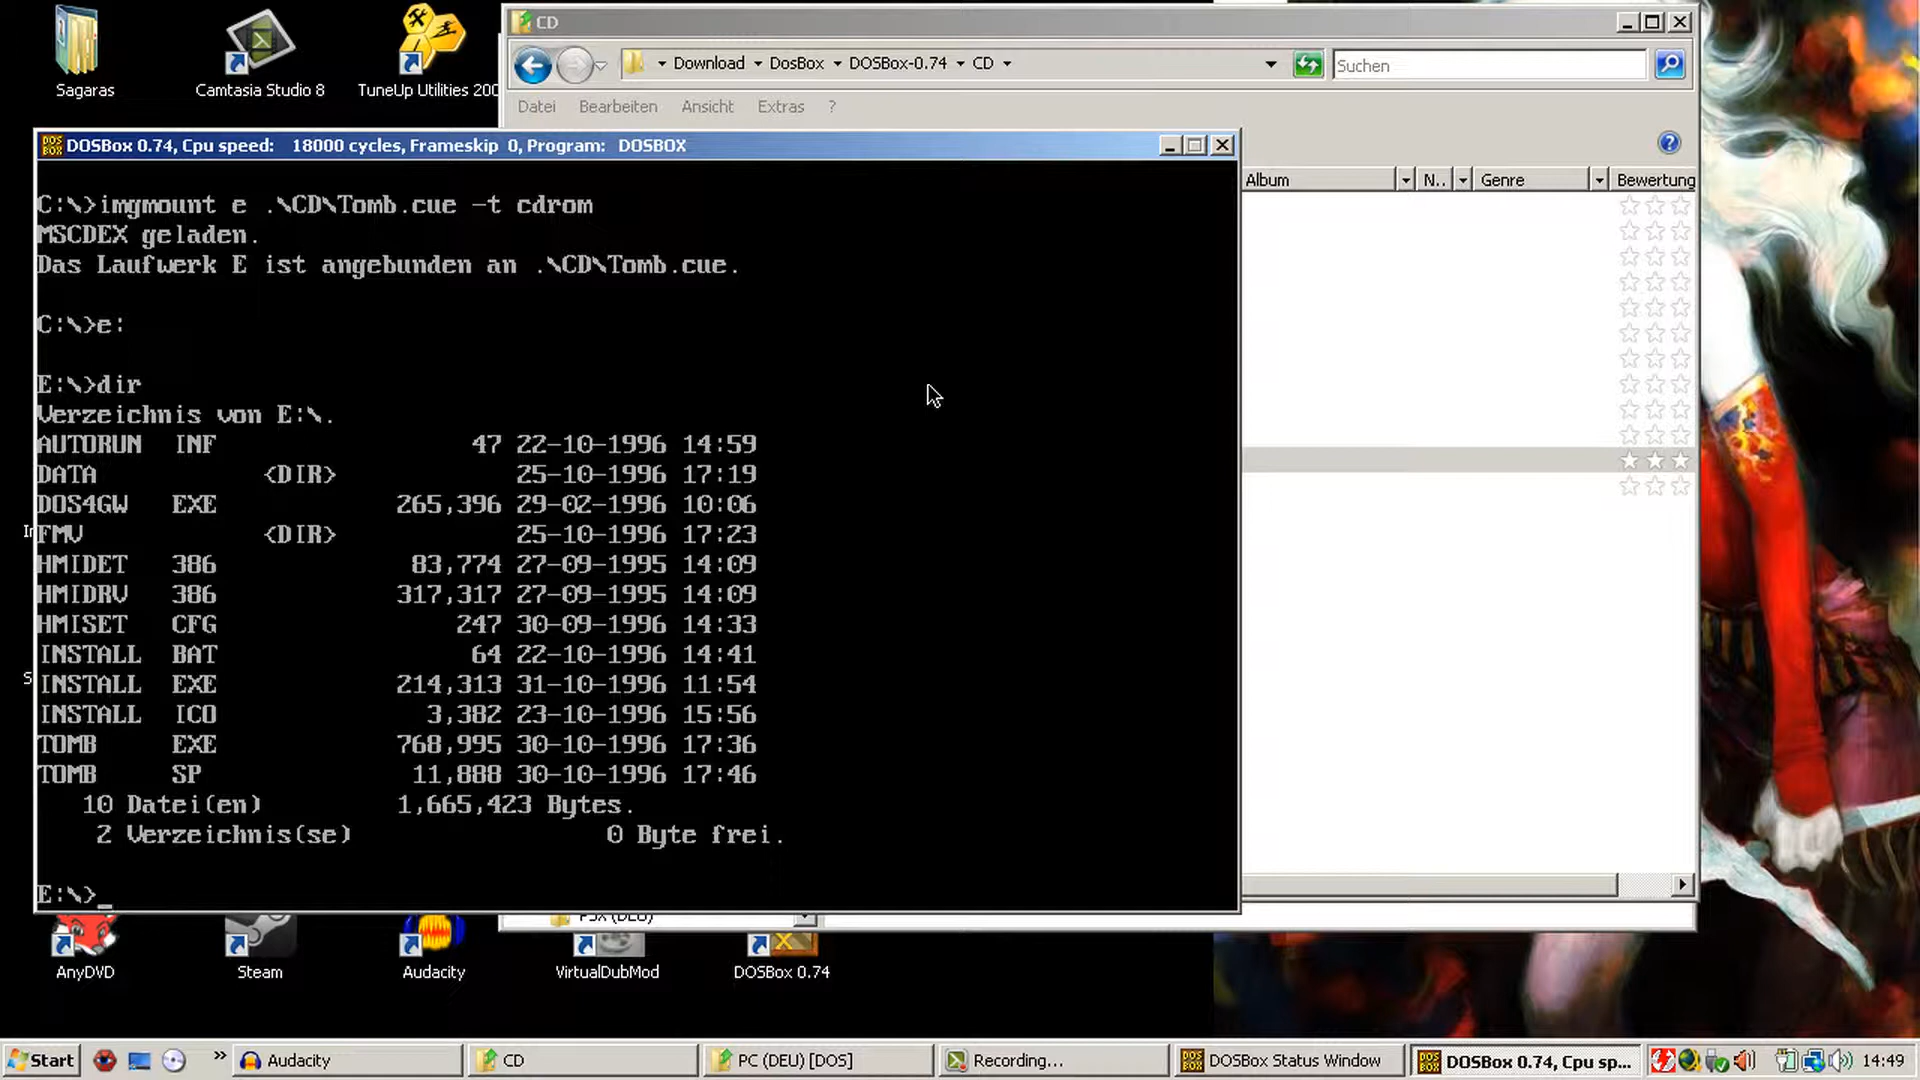 Sagaras
Camtasia Studio 8
TuneUp Utilities 200
CD
Download DosBox DOSBox-0.74 CD
Suchen
Datei Bearbeiten Ansicht Extras ?
DOSBox 0.74, Cpu speed: 18000 cycles, Frameskip 0, Program: DOSBOX
Album N.. Genre Bewertung
C:\>imgmount e .\CD\Tomb.cue -t cdrom
MSCDEX geladen.
Das Laufwerk E ist angebunden an .\CD\Tomb.cue.
C:\>e:
E:\>dir
Verzeichnis von E:\.
AUTORUN INF 47 22-10-1996 14:59
DATA <DIR> 25-10-1996 17:19
DOS4GW EXE 265,396 29-02-1996 10:06
FMV <DIR> 25-10-1996 17:23
HMIDET 386 83,774 27-09-1995 14:09
HMIDRV 386 317,317 27-09-1995 14:09
HMISET CFG 247 30-09-1996 14:33
INSTALL BAT 64 22-10-1996 14:41
INSTALL EXE 214,313 31-10-1996 11:54
INSTALL ICO 3,382 23-10-1996 15:56
TOMB EXE 768,995 30-10-1996 17:36
TOMB SP 11,888 30-10-1996 17:46
10 Datei(en) 1,665,423 Bytes.
2 Verzeichnis(se) 0 Byte frei.
E:\>_
PSX (DEU)
AnyDVD
Steam
Audacity
VirtualDubMod
DOSBox 0.74
Start
Audacity
CD
PC (DEU) [DOS]
Recording...
DOSBox Status Window
DOSBox 0.74, Cpu sp...
14:49